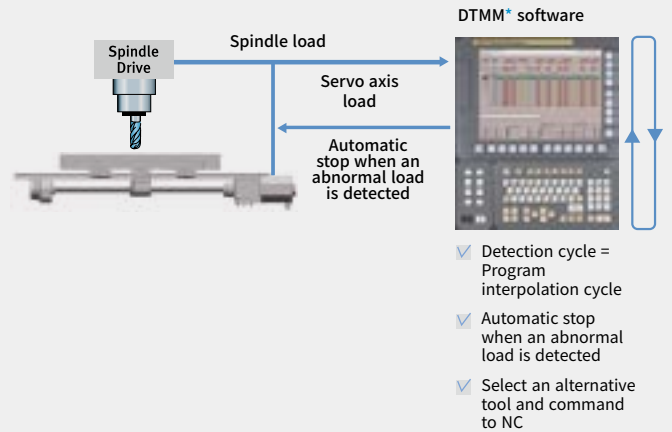 DTMM* software
Spindle
Drive
Spindle load
Servo axis
load
Automatic
stop when an
abnormal load
is detected
Detection cycle =
Program
interpolation cycle
Automatic stop
when an abnormal
load is detected
Select an alternative
tool and command
to NC